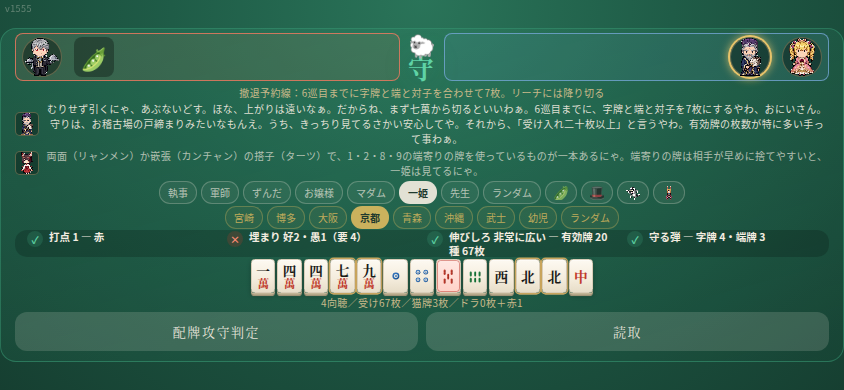 v1555
守
撤退予約線：6巡目までに字牌と端と対子を合わせて7枚。リーチには降り切る
むりせず引くにゃ、あぶないどす。ほな、上がりは遠いなぁ。だからね、まず七萬から切るといいわぁ。6巡目までに、字牌と端と対子を7枚にするやわ、おにいさん。
守りは、お稽古場の戸締まりみたいなもんえ。うち、きっちり見てるさかい安心してや。それから、「受け入れ二十枚以上」と言うやわ。有効牌の枚数が特に多い手っ
て事わぁ。
両面（リャンメン）か嵌張（カンチャン）の搭子（ターツ）で、1・2・8・9の端寄りの牌を使っているものが一本あるにゃ。端寄りの牌は相手が早めに捨てやすいと、
一姫は見てるにゃ。
執事 軍師 ずんだ お嬢様 マダム 一姫 先生 ランダム
宮崎 博多 大阪 京都 青森 沖縄 武士 幼児 ランダム
✓ 打点 1 — 赤 ✕ 埋まり 好2・愚1（要 4） ✓ 伸びしろ 非常に広い — 有効牌 20 ✓ 守る弾 — 字牌 4・端牌 3
種 67枚
一萬 四萬 四萬 七萬 九萬 西 北 北 中
4向聴／受け67枚／猫牌3枚／ドラ0枚＋赤1
配牌攻守判定 読取